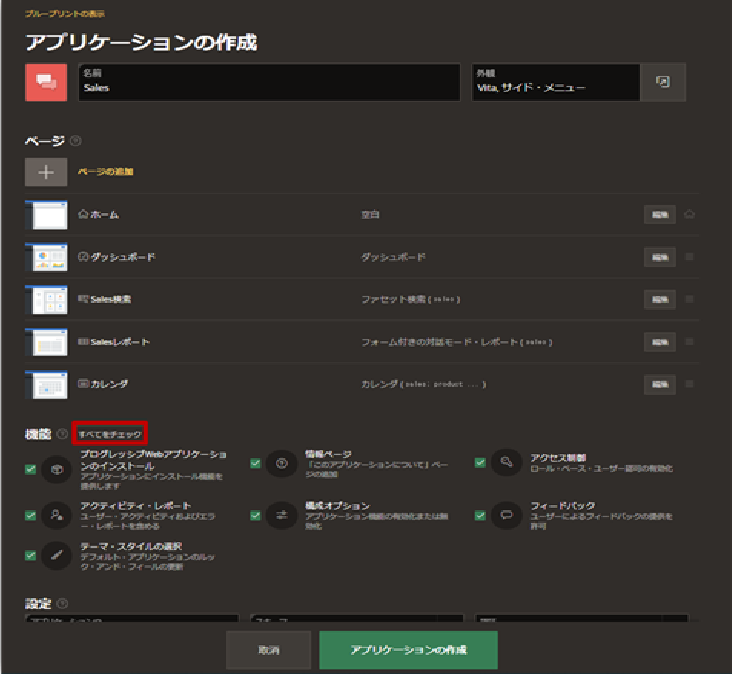 ブループリントの表示
アプリケーションの作成
名前
Sales
外観
Vita, サイド・メニュー
ページ
ページの追加
ホーム
空白
編集
ダッシュボード
ダッシュボード
編集
Sales検索
ファセット検索 ( sales )
編集
Salesレポート
フォーム付きの対話モード・レポート ( sales )
編集
カレンダ
カレンダ ( sales: product ... )
編集
機能
すべてをチェック
プログレッシブWebアプリケーショ
ンのインストール
アプリケーションにインストール機能を
提供します
情報ページ
「このアプリケーションについて」ペー
ジの追加
アクセス制御
ロール・ベース・ユーザー認可の有効化
アクティビティ・レポート
ユーザー・アクティビティおよびエラ
ー・レポートを含める
構成オプション
アプリケーション機能の有効化または無
効化
フィードバック
ユーザーによるフィードバックの提供を
許可
テーマ・スタイルの選択
デフォルト・アプリケーションのルッ
ク・アンド・フィールの更新
設定
取消
アプリケーションの作成